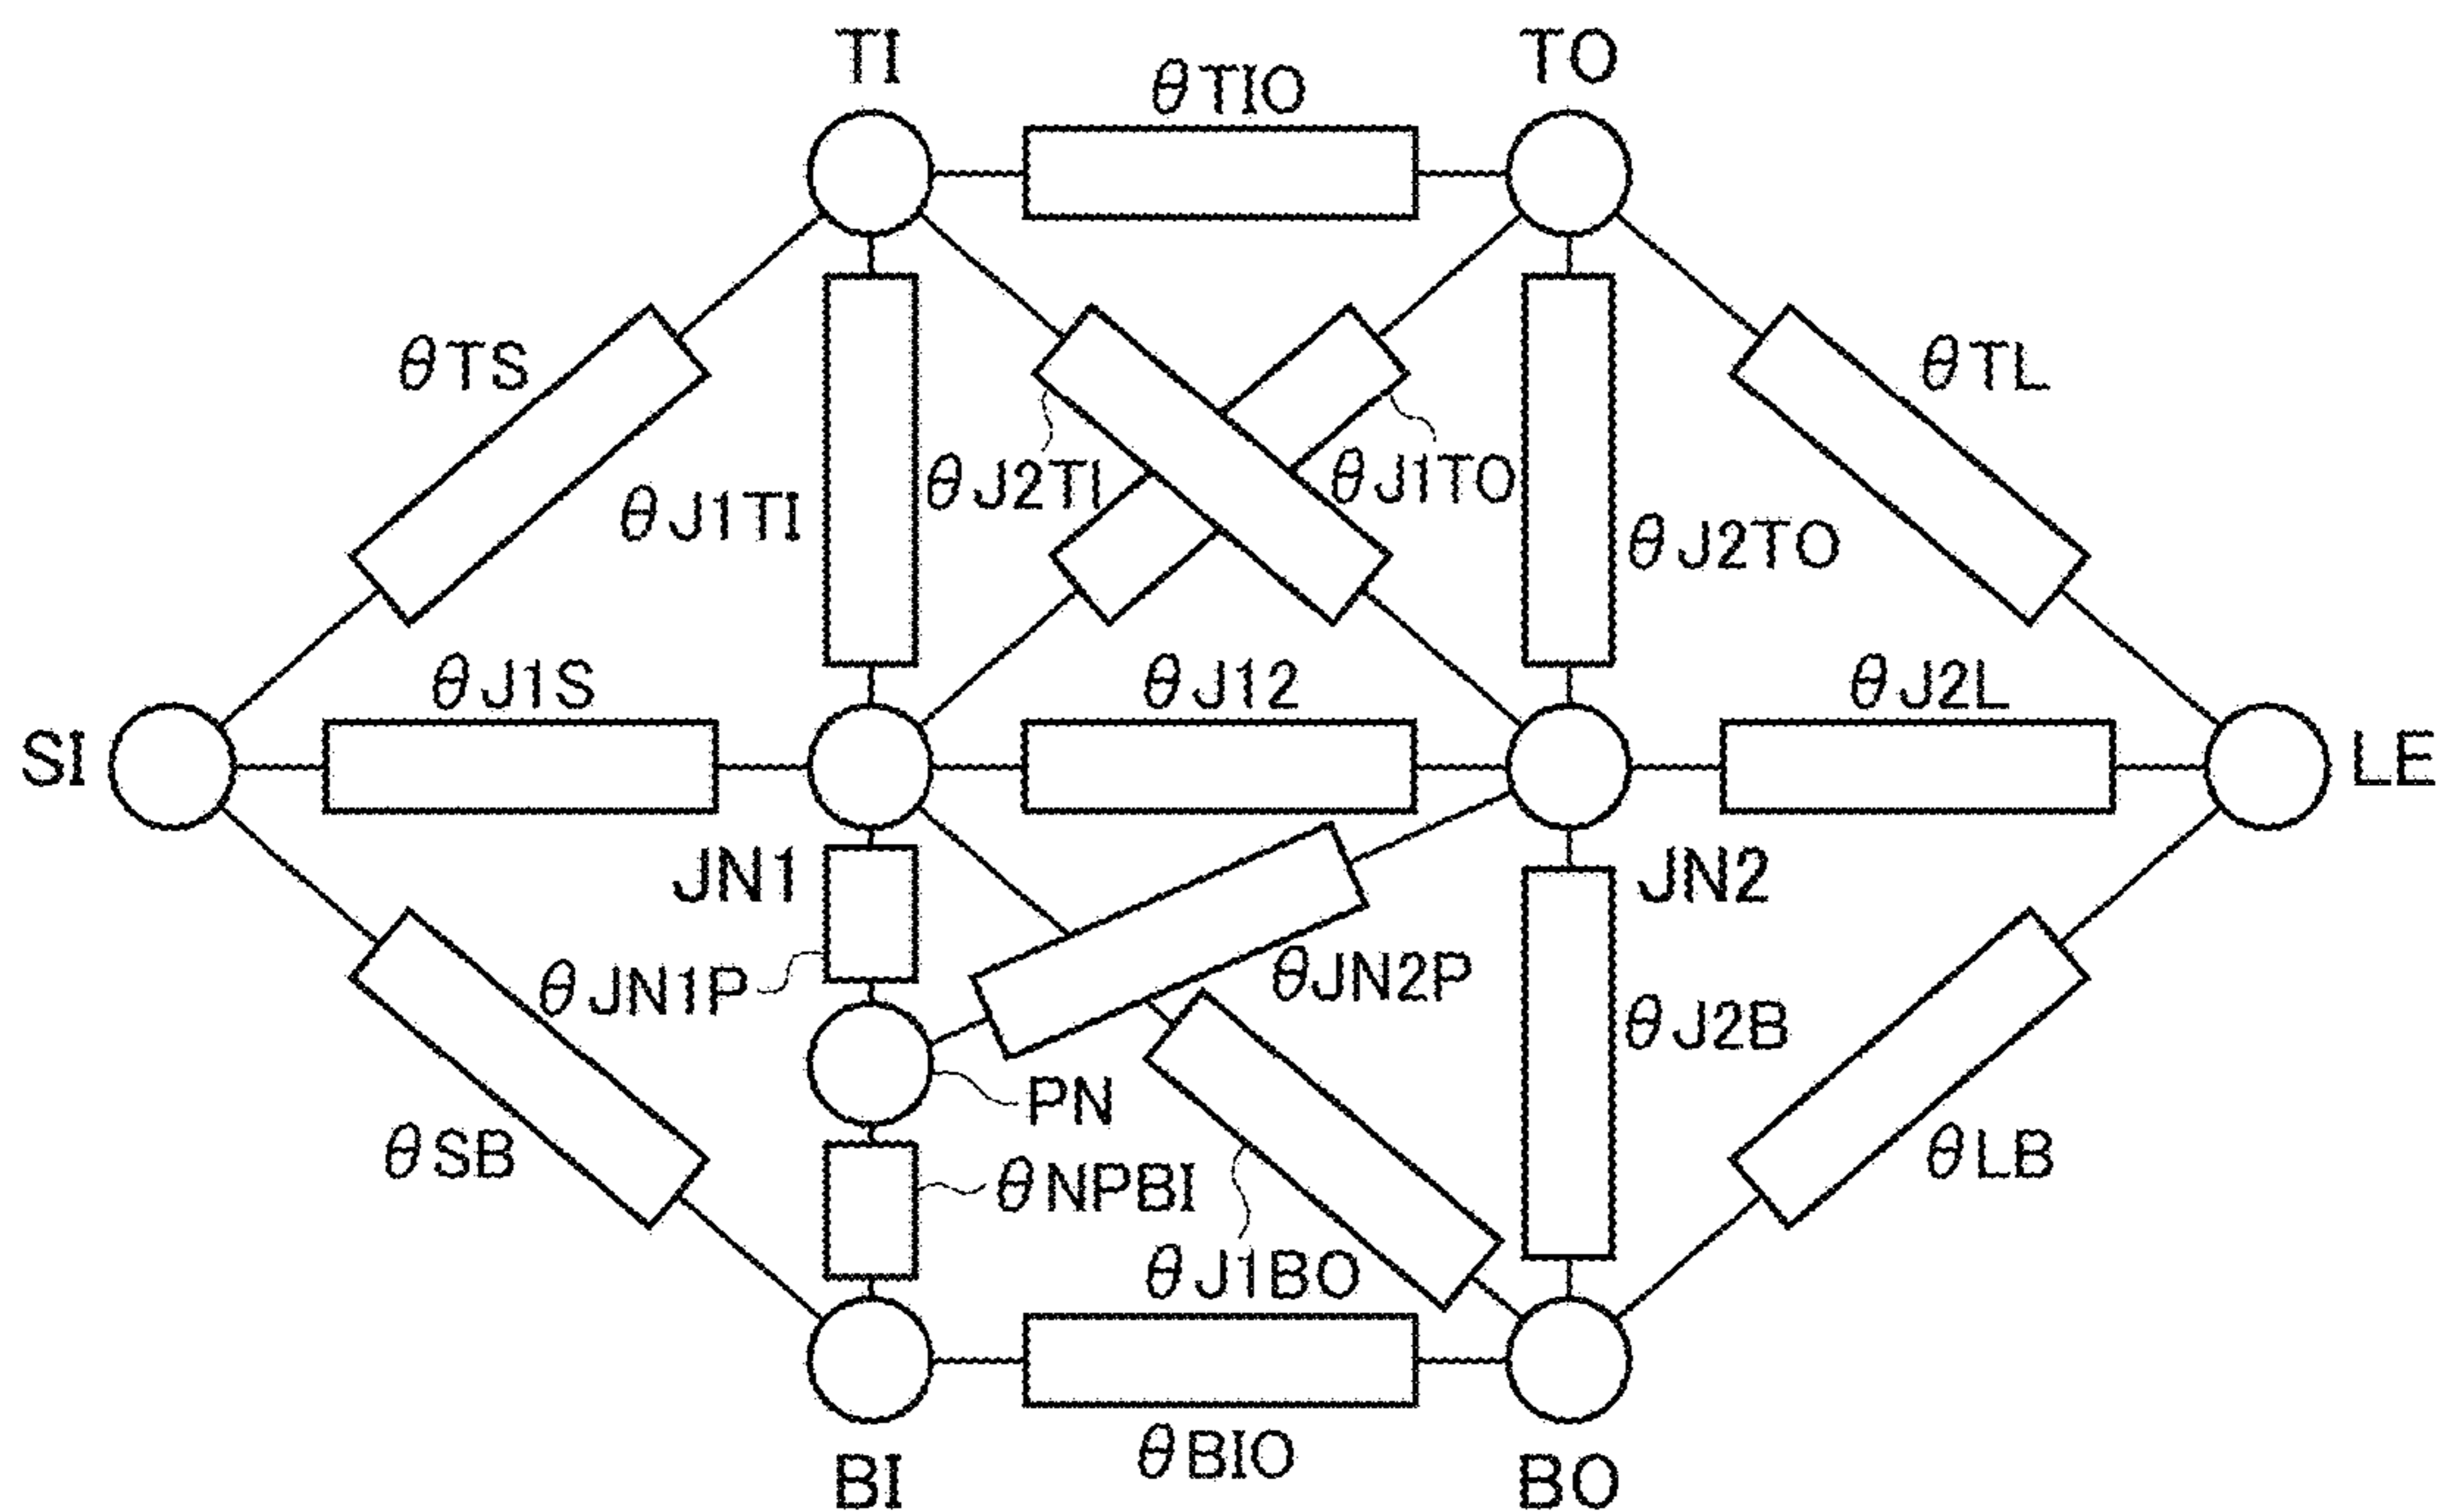 TI
TO
θTIO
θTS
θTL
θJ1TI
θJ2TI
θJ1TO
θJ2TO
θJ1S
θJ12
θJ2L
SI
LE
JN1
JN2
θJN1P
θJN2P
θJ2B
PN
θSB
θNPBI
θLB
θJ1BO
θBIO
BI
BO